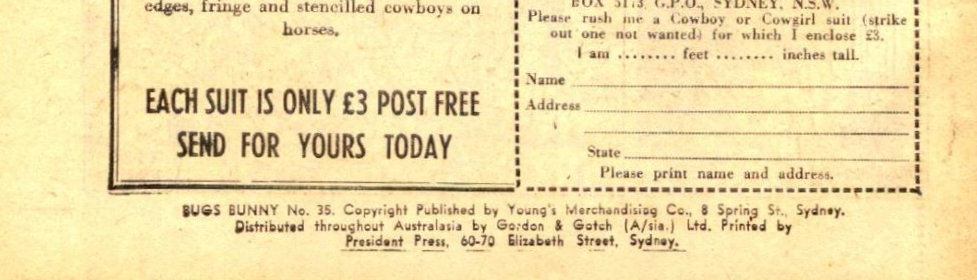 edges, fringe and stencilled cowboys on
horses.
EACH SUIT IS ONLY £3 POST FREE
SEND FOR YOURS TODAY
BOX 5173, G.P.O., SYDNEY, N.S.W.
Please rush me a Cowboy or Cowgirl suit (strike
out one not wanted) for which I enclose £3.
I am ........ feet ........ inches tall.
Name
Address
State
Please print name and address.
BUGS BUNNY No. 35. Copyright Published by Young's Merchandising Co., 8 Spring St., Sydney.
Distributed throughout Australasia by Gordon & Gotch (A/sia.) Ltd. Printed by
President Press, 60-70 Elizabeth Street, Sydney.